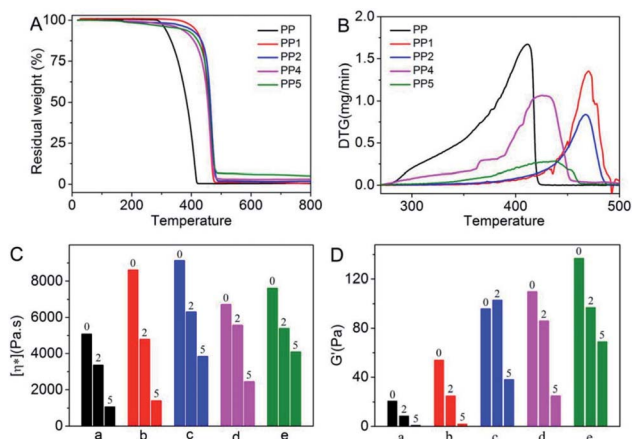 A
Residual weight (%)
100
75
50
25
0
0
200
400
600
800
Temperature
PP
PP1
PP2
PP4
PP5
B
DTG(mg/min)
2.0
1.5
1.0
0.5
0.0
300
400
500
Temperature
PP
PP1
PP2
PP4
PP5
C
[η*](Pa.s)
8000
6000
4000
2000
0
0 2 5
0 2 5
0 2 5
0 2 5
0 2 5
a b c d e
D
G'(Pa)
120
80
40
0
0 2 5
0 2 5
0 2 5
0 2 5
0 2 5
a b c d e